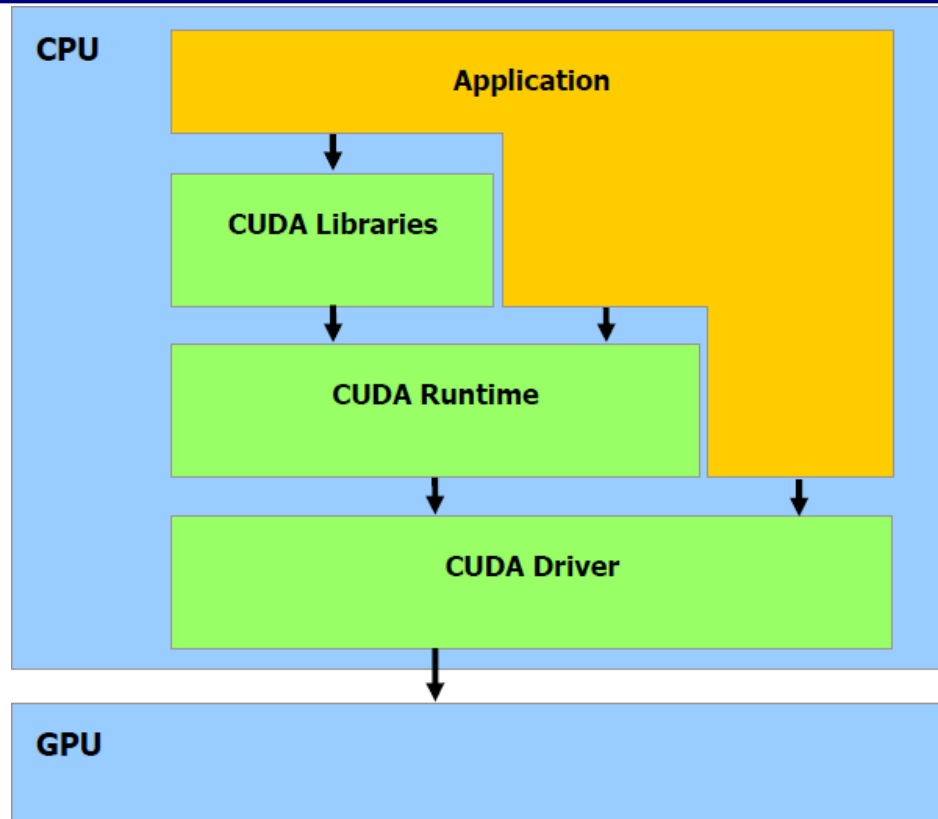 CPU
Application
CUDA Libraries
CUDA Runtime
CUDA Driver
GPU